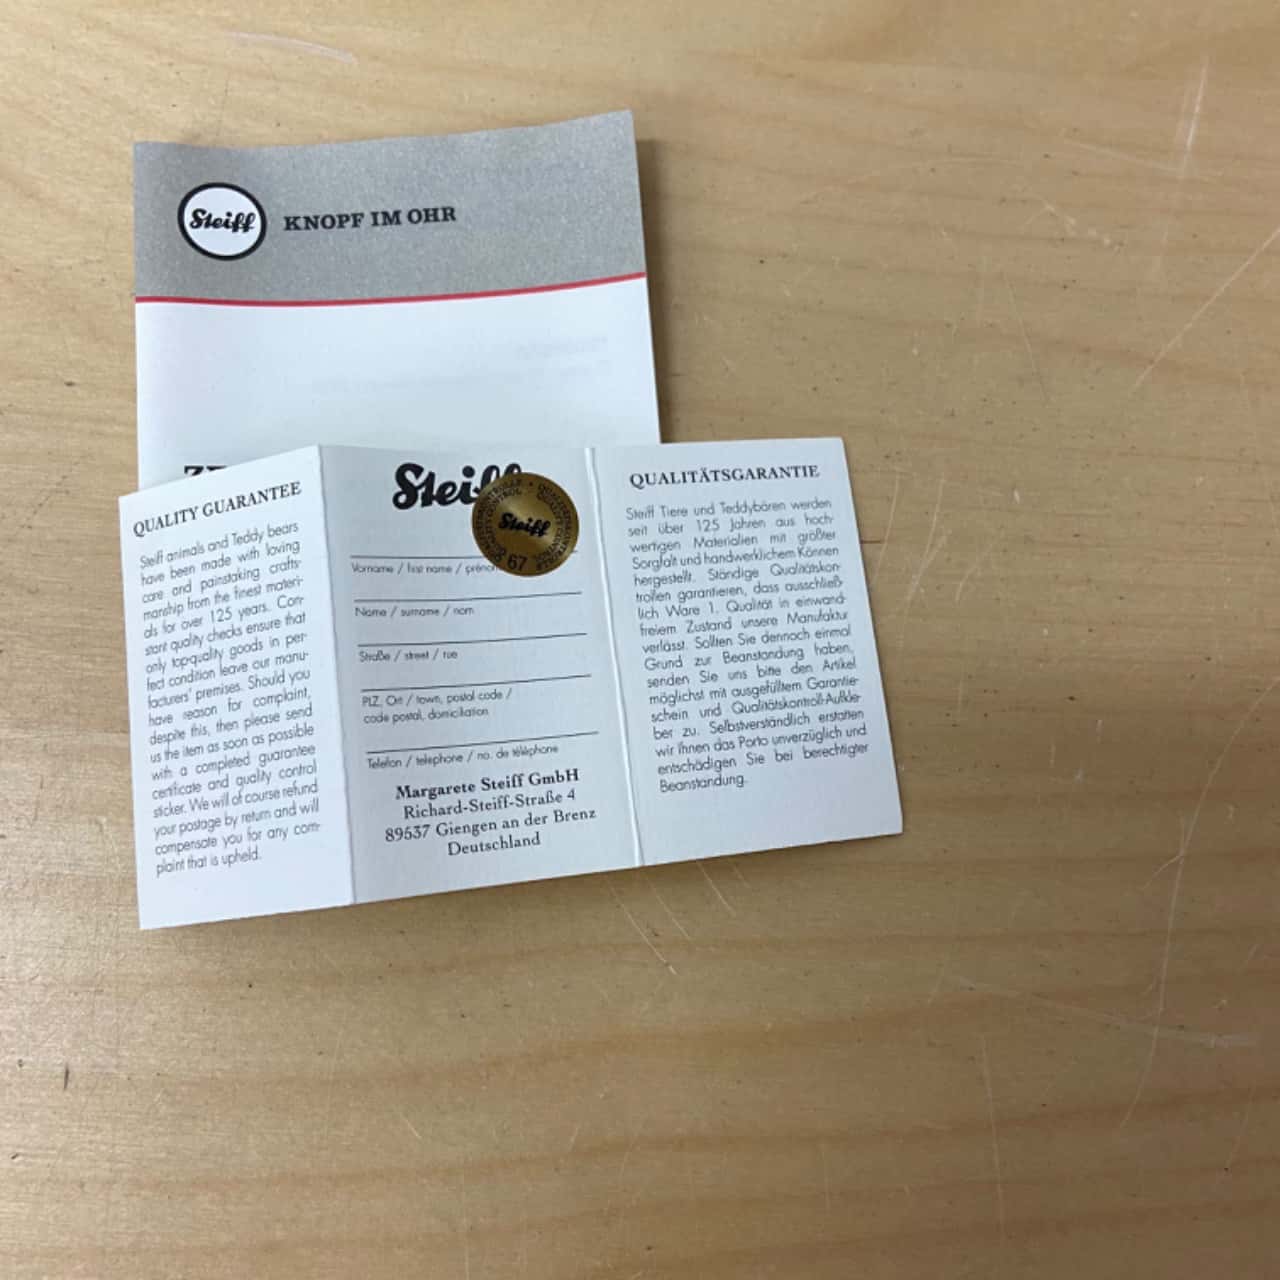 Steiff KNOPF IM OHR
QUALITY GUARANTEE
Steiff animals and Teddy bears
have been made with loving
care and painstaking crafts-
manship from the finest materi-
als for over 125 years. Con-
stant quality checks ensure that
only top-quality goods in per-
fect condition leave our manu-
facturers' premises. Should you
have reason for complaint,
despite this, then please send
us the item as soon as possible
with a completed guarantee
certificate and quality control
sticker. We will of course refund
your postage by return and will
compensate you for any com-
plaint that is upheld.
Steiff
QUALITY CONTROL
Steiff
67
Vorname / first name / prénom
Name / surname / nom
Straße / street / rue
PLZ, Ort / town, postal code /
code postal, domiciliation
Telefon / telephone / no. de téléphone
Margarete Steiff GmbH
Richard-Steiff-Straße 4
89537 Giengen an der Brenz
Deutschland
QUALITÄTSGARANTIE
Steiff Tiere und Teddybären werden
seit über 125 Jahren aus hoch-
wertigen Materialien mit größter
Sorgfalt und handwerklichem Können
hergestellt. Ständige Qualitätskon-
trollen garantieren, dass ausschließ-
lich Ware 1. Qualität in einwand-
freiem Zustand unsere Manufaktur
verlässt. Sollten Sie dennoch einmal
Grund zur Beanstandung haben,
senden Sie uns bitte den Artikel
möglichst mit ausgefülltem Garantie-
schein und Qualitätskontroll-Aufkle-
ber zu. Selbstverständlich erstatten
wir Ihnen das Porto unverzüglich und
entschädigen Sie bei berechtigter
Beanstandung.